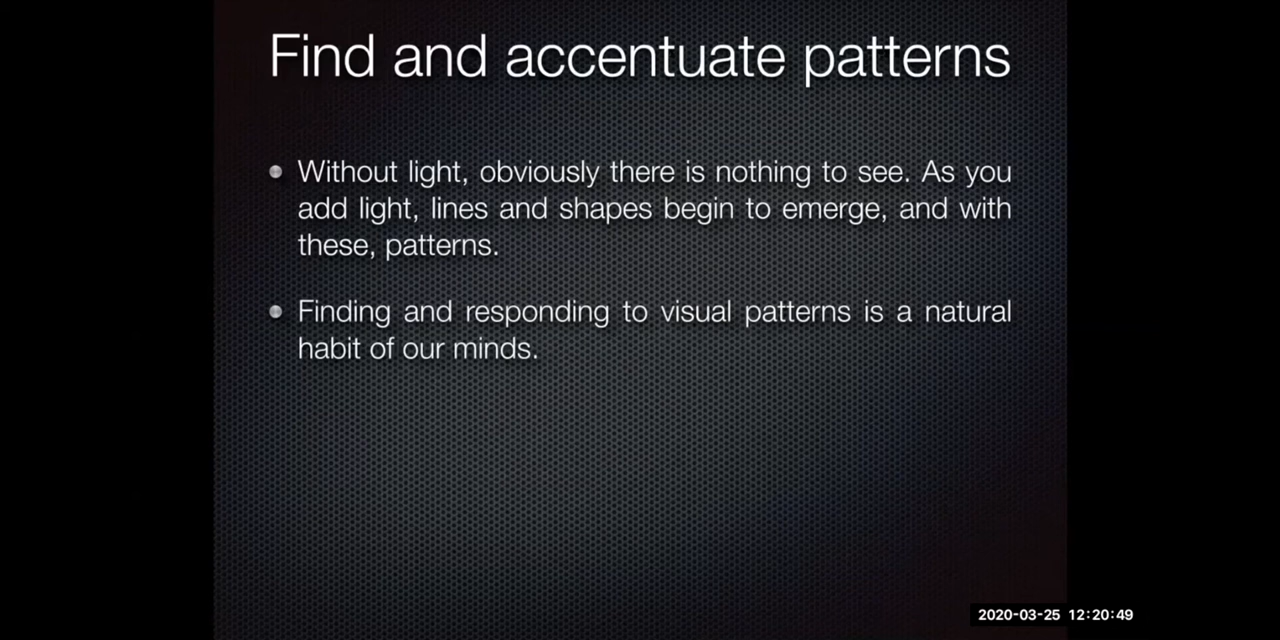 Find and accentuate patterns
Without light, obviously there is nothing to see. As you
add light, lines and shapes begin to emerge, and with
these, patterns.
Finding and responding to visual patterns is a natural
habit of our minds.
2020-03-25 12:20:49